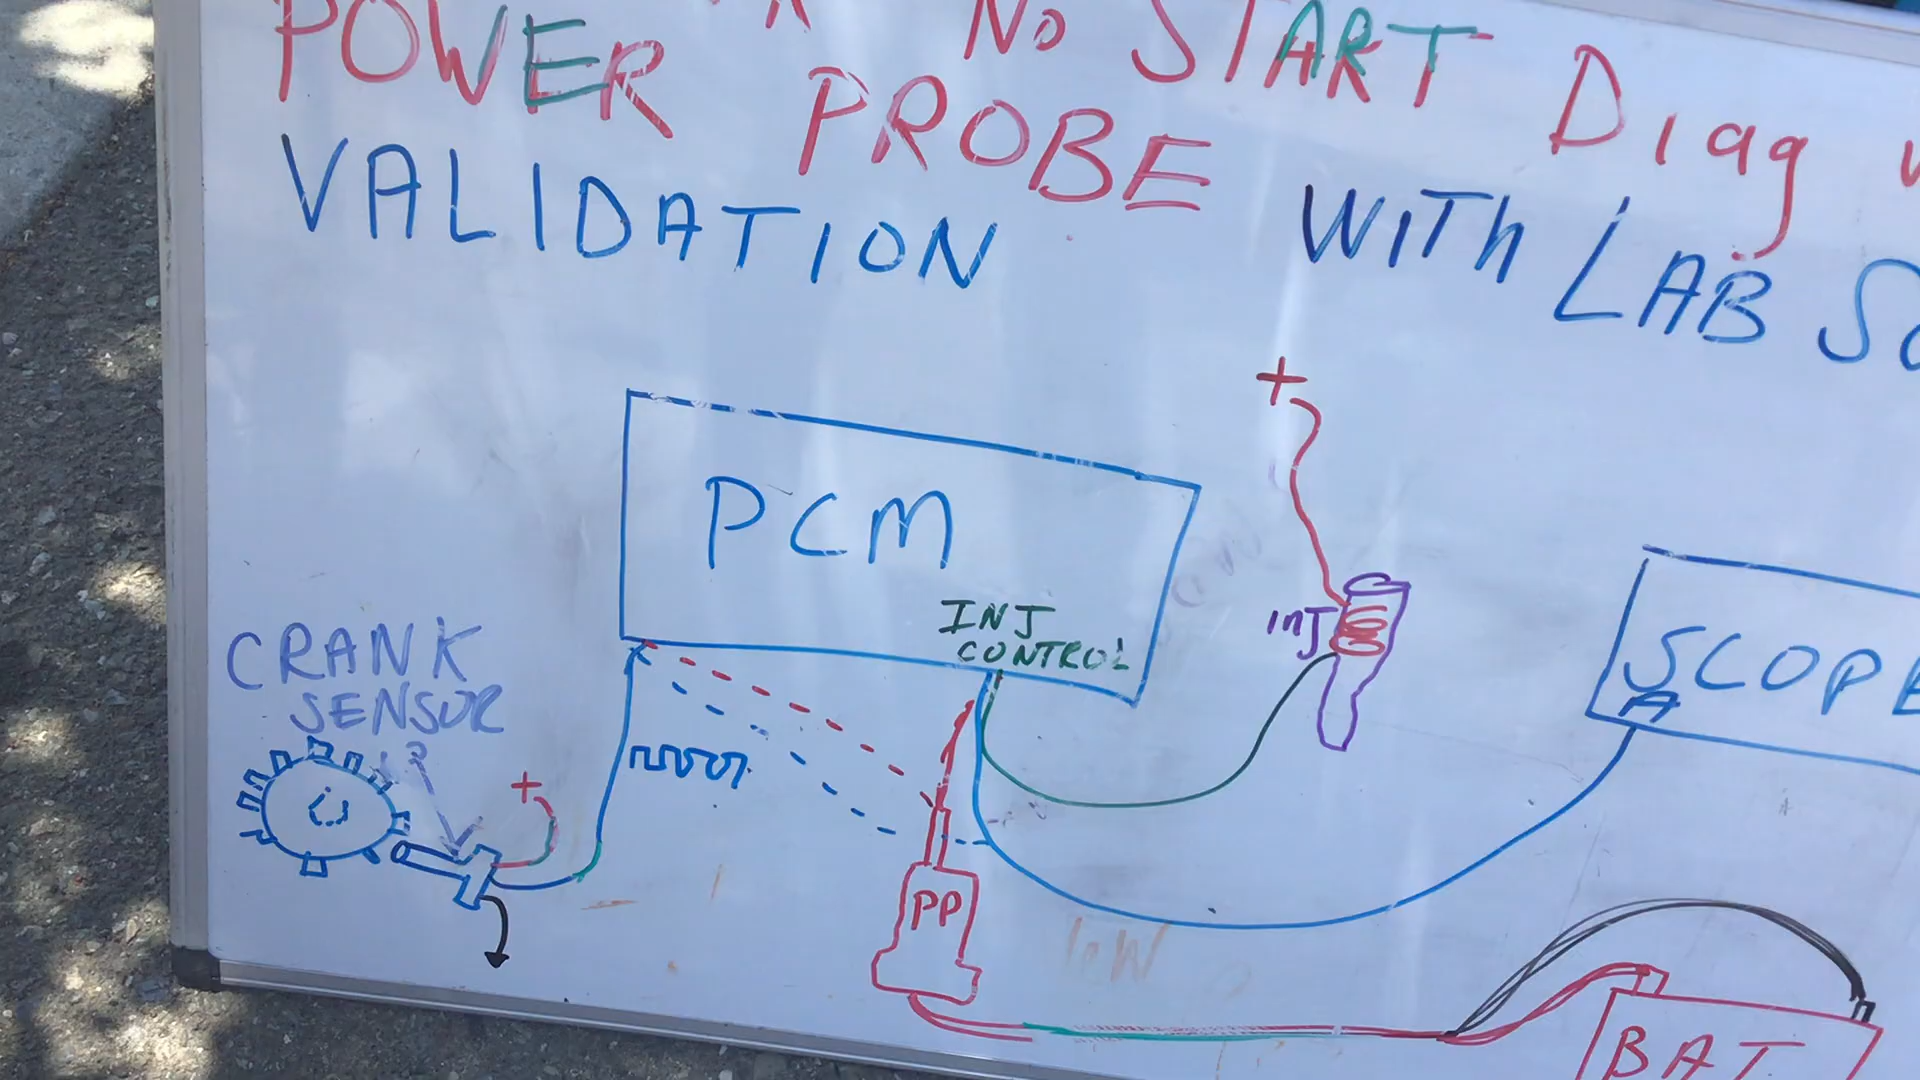 No START Diag
POWER PROBE
VALIDATION WITH LAB
PCM
INJ
CONTROL
+
INJ
SCOPE
A
CRANK
SENSOR
+
PP
BAT